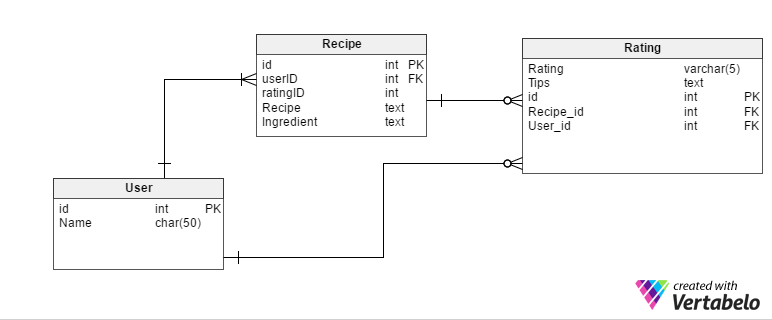 Recipe
id int PK
userID int FK
ratingID int
Recipe text
Ingredient text
Rating
Rating varchar(5)
Tips text
id int PK
Recipe_id int FK
User_id int FK
User
id int PK
Name char(50)
created with
Vertabelo